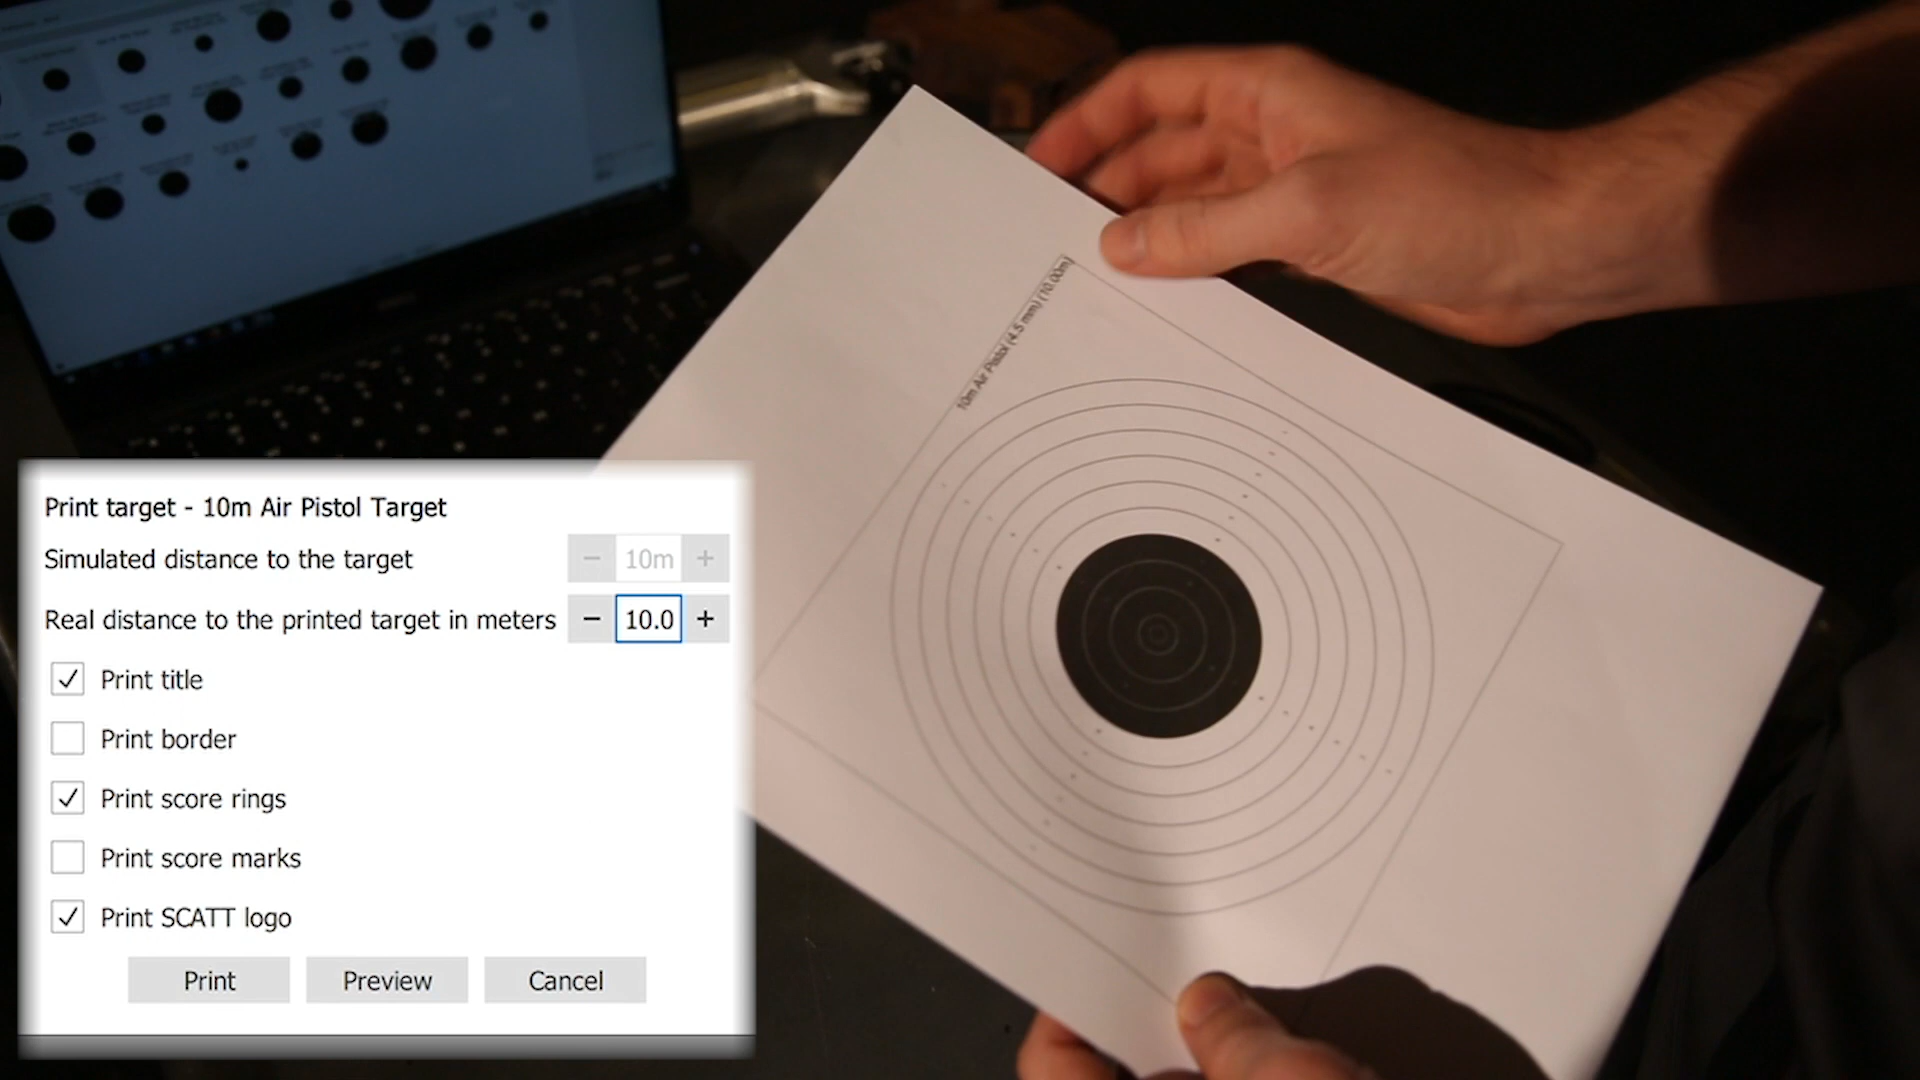 10m Air Pistol (4.5 mm) (10.00m)
Print target - 10m Air Pistol Target
Simulated distance to the target − 10m +
Real distance to the printed target in meters − 10.0 +
Print title
Print border
Print score rings
Print score marks
Print SCATT logo
Print Preview Cancel